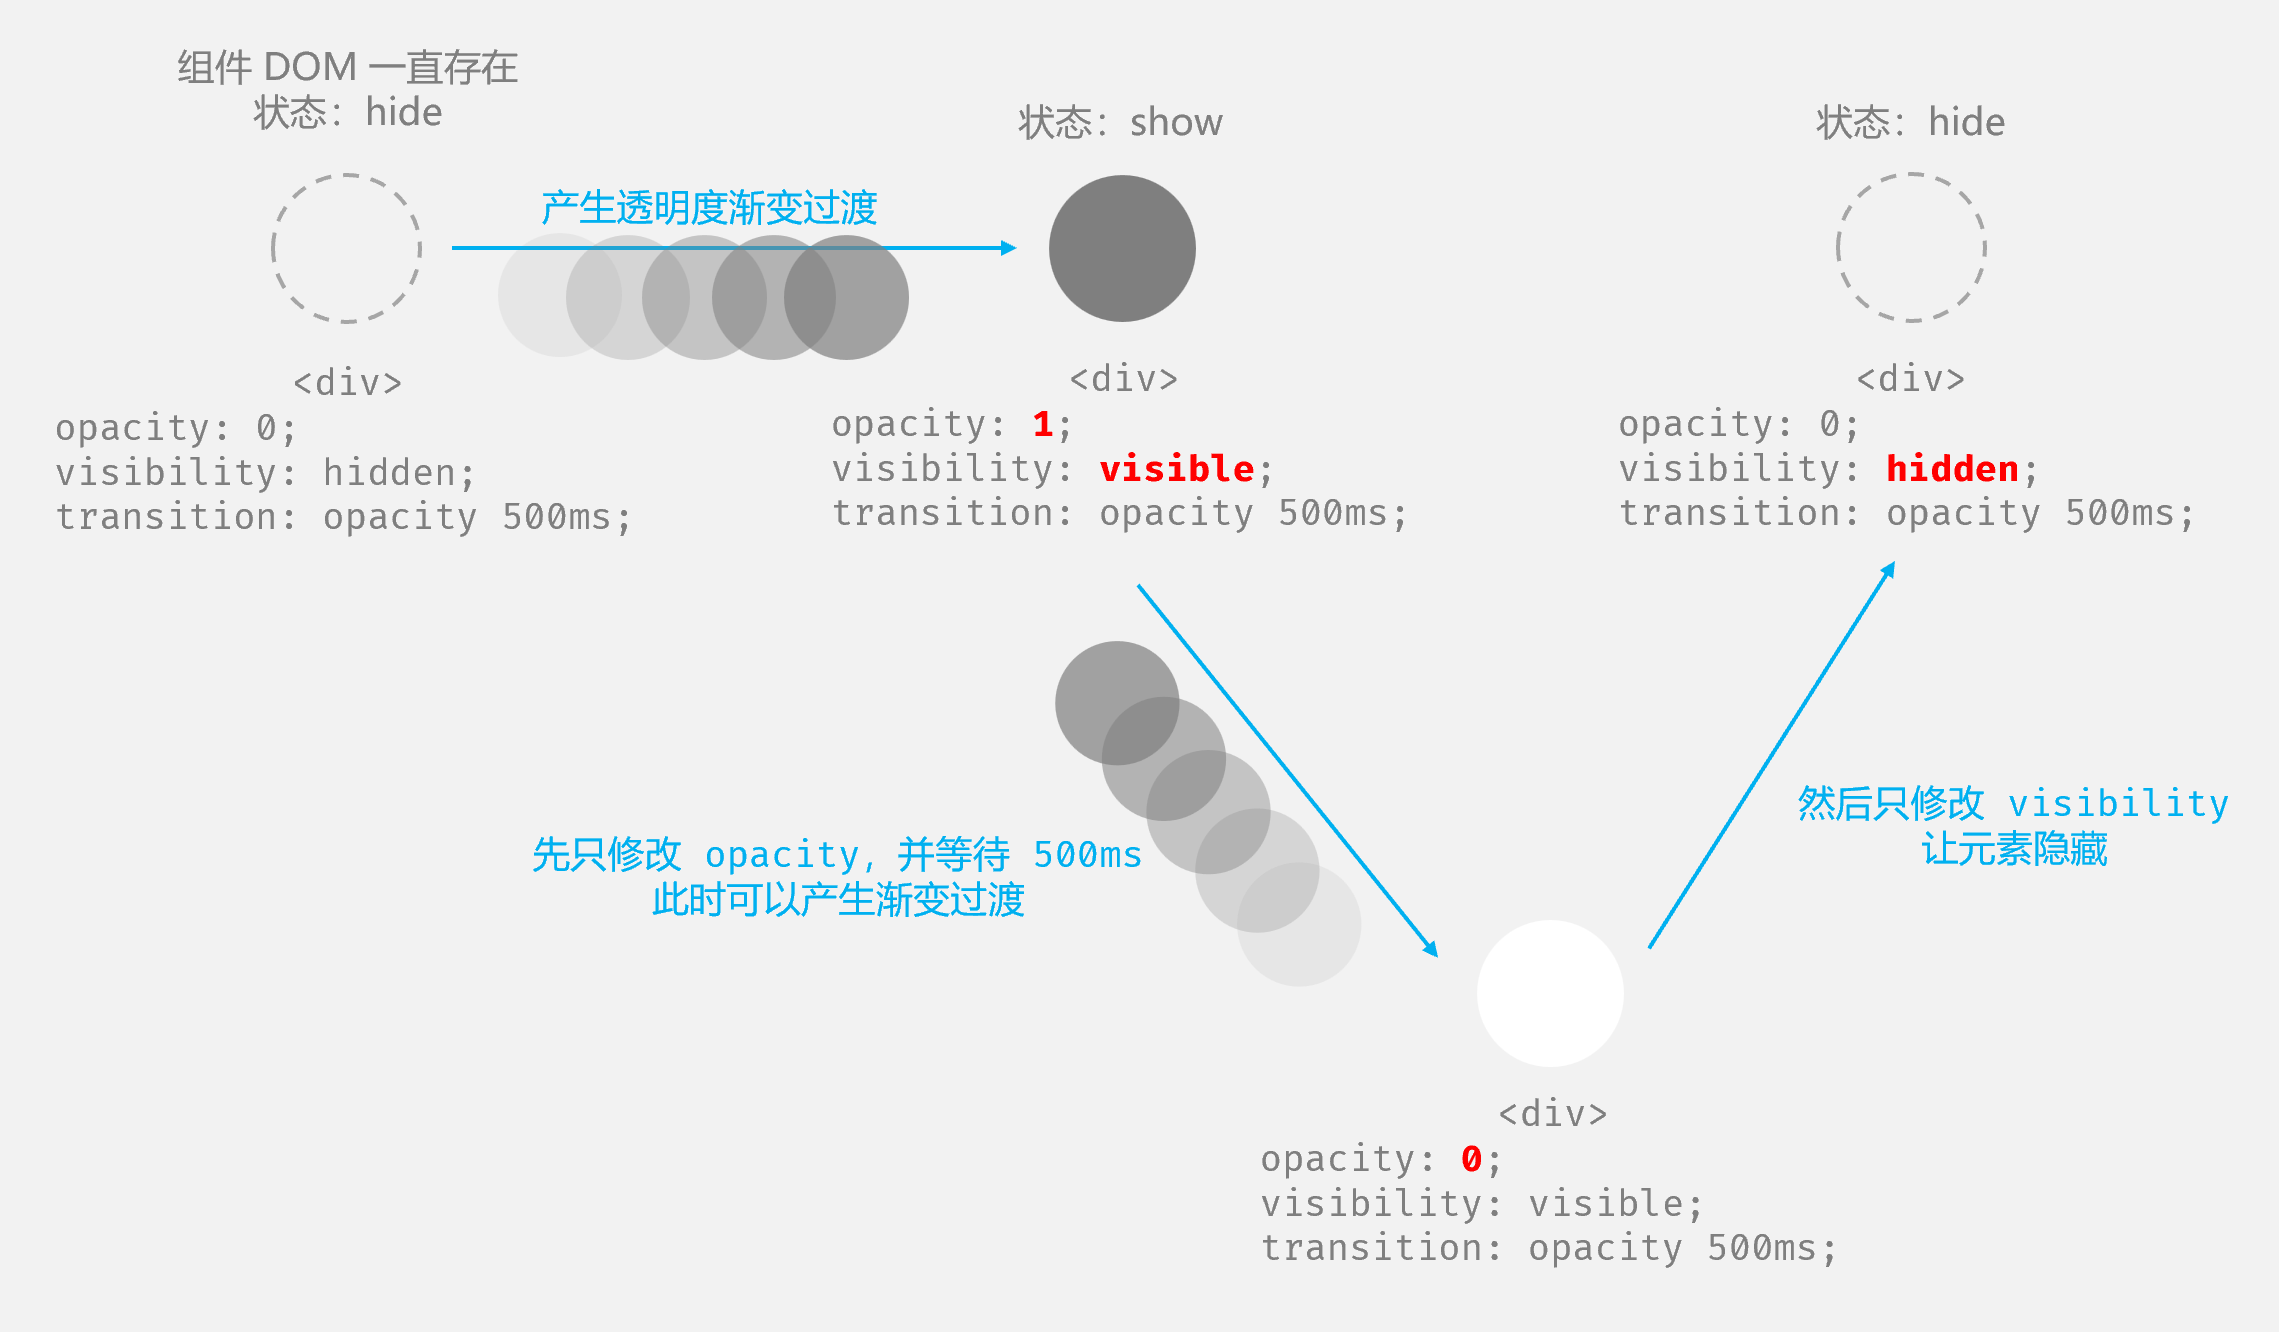 组件 DOM 一直存在
状态：hide
<div>
opacity: 0;
visibility: hidden;
transition: opacity 500ms;
产生透明度渐变过渡
状态：show
<div>
opacity: 1;
visibility: visible;
transition: opacity 500ms;
状态：hide
<div>
opacity: 0;
visibility: hidden;
transition: opacity 500ms;
先只修改 opacity，并等待 500ms
此时可以产生渐变过渡
然后只修改 visibility
让元素隐藏
<div>
opacity: 0;
visibility: visible;
transition: opacity 500ms;